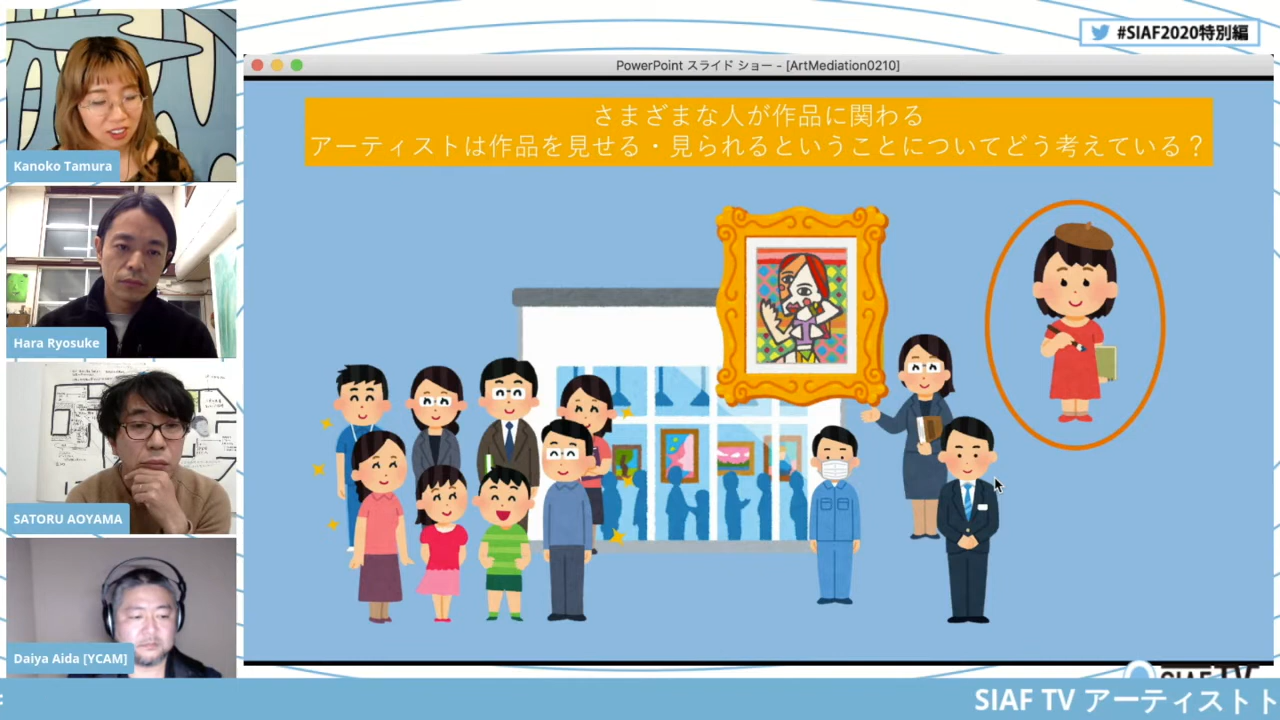 #SIAF2020特別編
PowerPoint スライド ショー - [ArtMediation0210]
さまざまな人が作品に関わる
アーティストは作品を見せる・見られるということについてどう考えている？
Kanoko Tamura
Hara Ryosuke
SATORU AOYAMA
Daiya Aida [YCAM]
SIAF TV
SIAF TV アーティストト